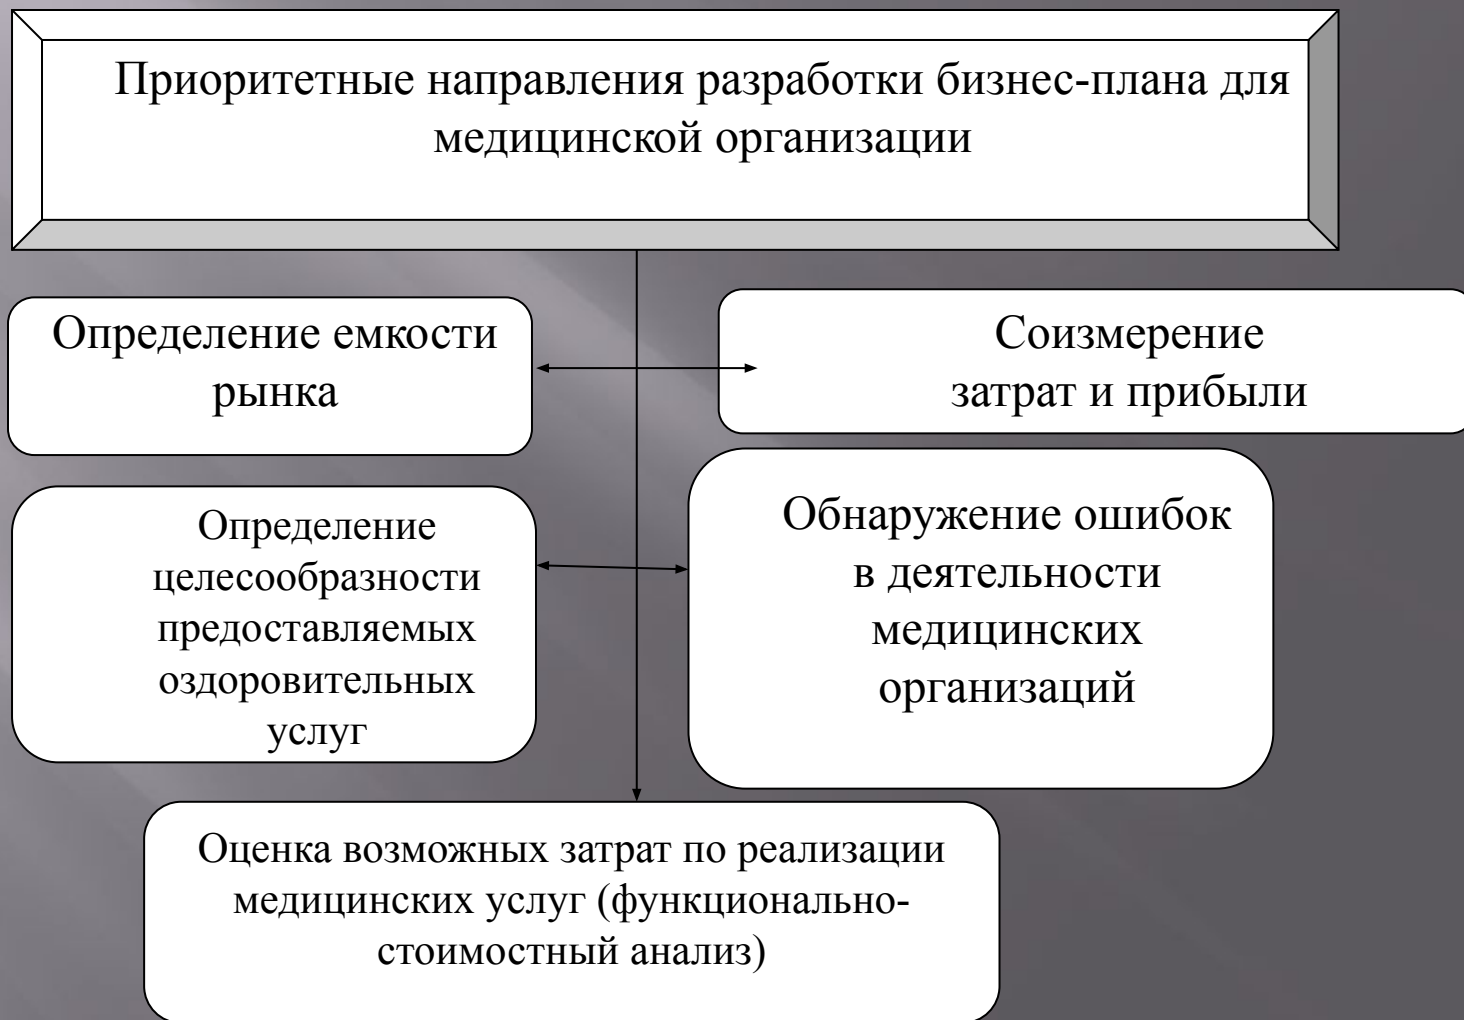 Приоритетные направления разработки бизнес-плана для
медицинской организации
Определение емкости
рынка
Соизмерение
затрат и прибыли
Определение
целесообразности
предоставляемых
оздоровительных
услуг
Обнаружение ошибок
в деятельности
медицинских
организаций
Оценка возможных затрат по реализации
медицинских услуг (функционально-
стоимостный анализ)